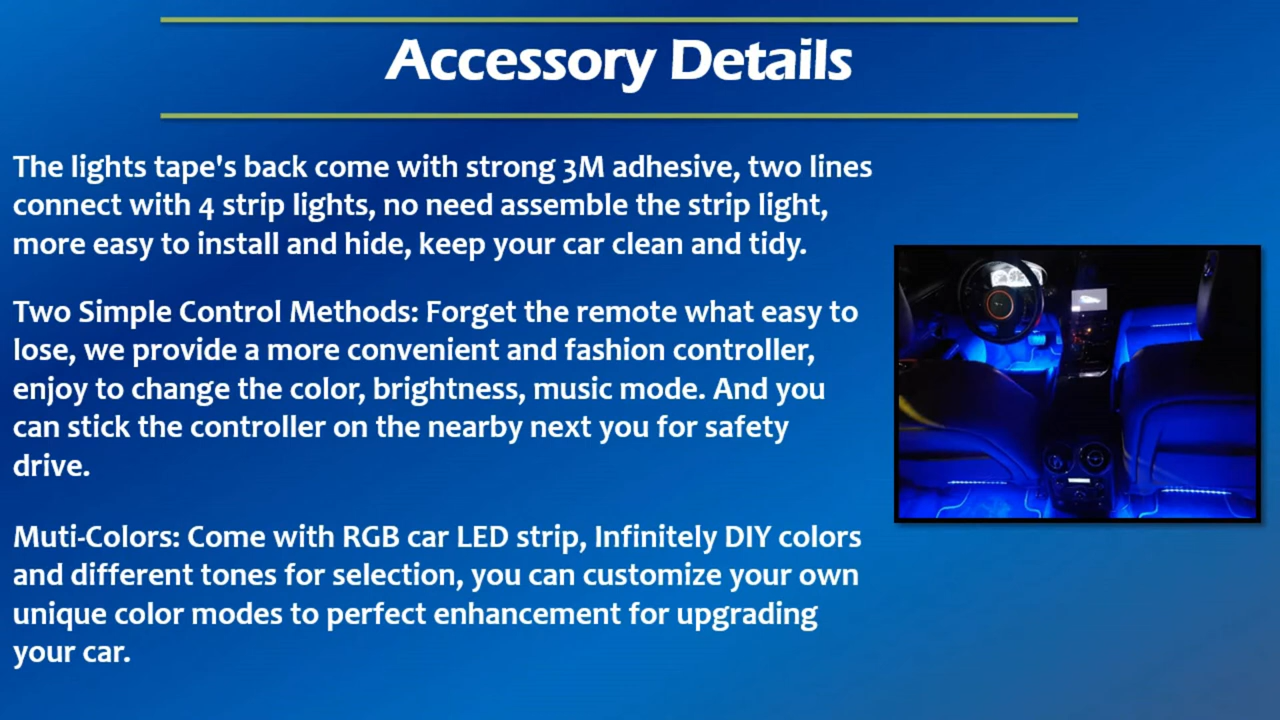 Accessory Details
The lights tape's back come with strong 3M adhesive, two lines
connect with 4 strip lights, no need assemble the strip light,
more easy to install and hide, keep your car clean and tidy.
Two Simple Control Methods: Forget the remote what easy to
lose, we provide a more convenient and fashion controller,
enjoy to change the color, brightness, music mode. And you
can stick the controller on the nearby next you for safety
drive.
Muti-Colors: Come with RGB car LED strip, Infinitely DIY colors
and different tones for selection, you can customize your own
unique color modes to perfect enhancement for upgrading
your car.